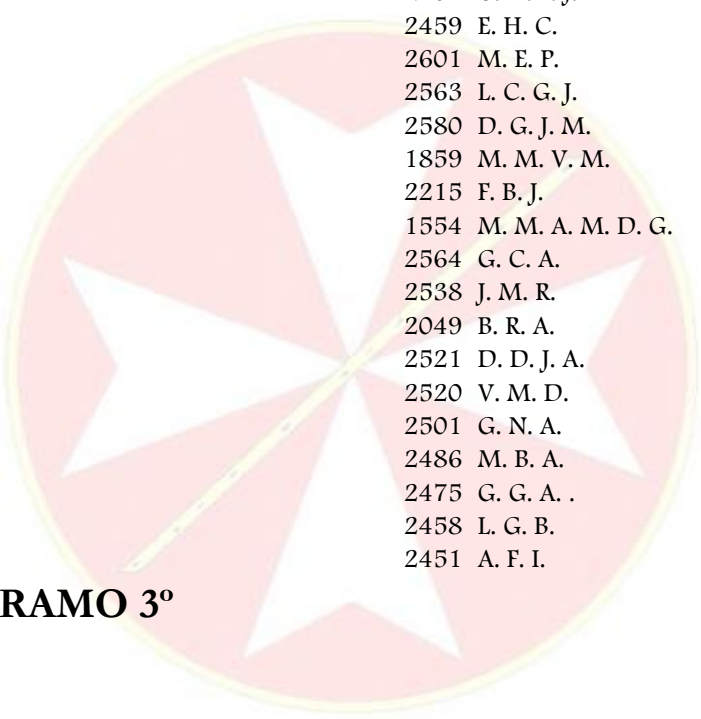 2459 E. H. C.
2601 M. E. P.
2563 L. C. G. J.
2580 D. G. J. M.
1859 M. M. V. M.
2215 F. B. J.
1554 M. M. A. M. D. G.
2564 G. C. A.
2538 J. M. R.
2049 B. R. A.
2521 D. D. J. A.
2520 V. M. D.
2501 G. N. A.
2486 M. B. A.
2475 G. G. A. .
2458 L. G. B.
2451 A. F. I.
RAMO 3º